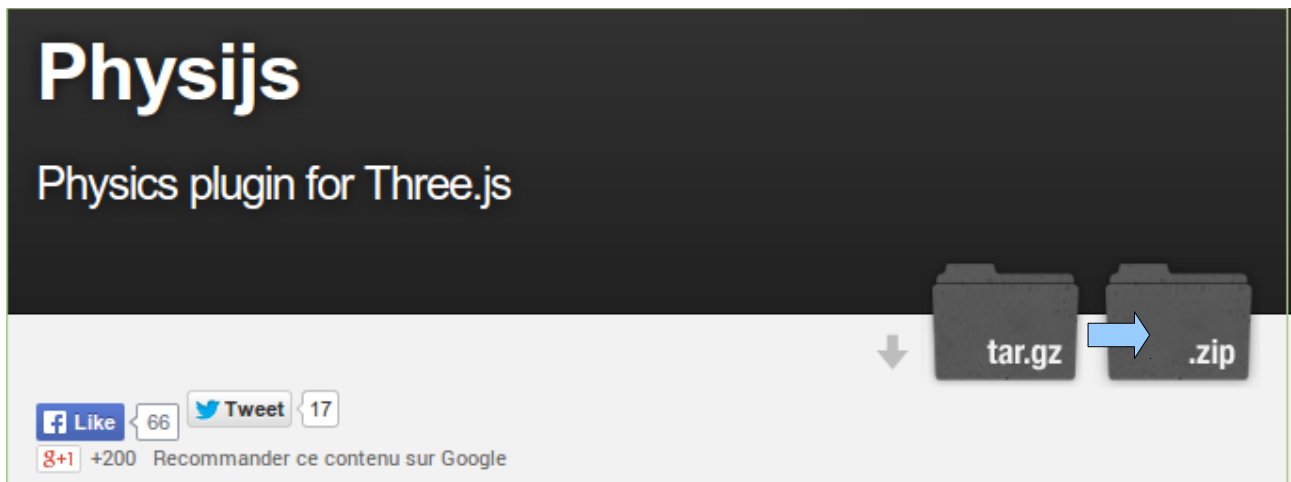 Physijs
Physics plugin for Three.js
tar.gz
.zip
Like 66 Tweet 17
g+1 +200 Recommander ce contenu sur Google